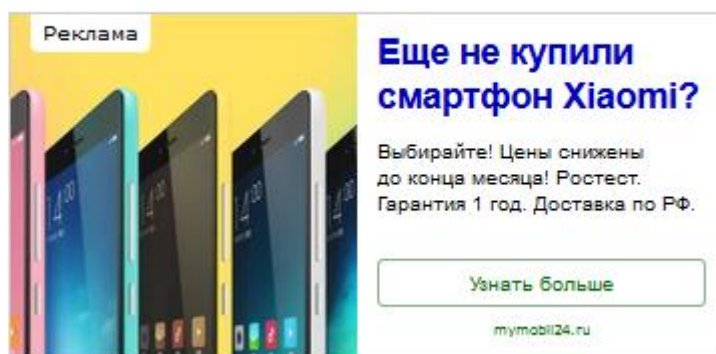 Реклама
Еще не купили
смартфон Xiaomi?
Выбирайте! Цены снижены
до конца месяца! Ростест.
Гарантия 1 год. Доставка по РФ.
Узнать больше
mymobil24.ru